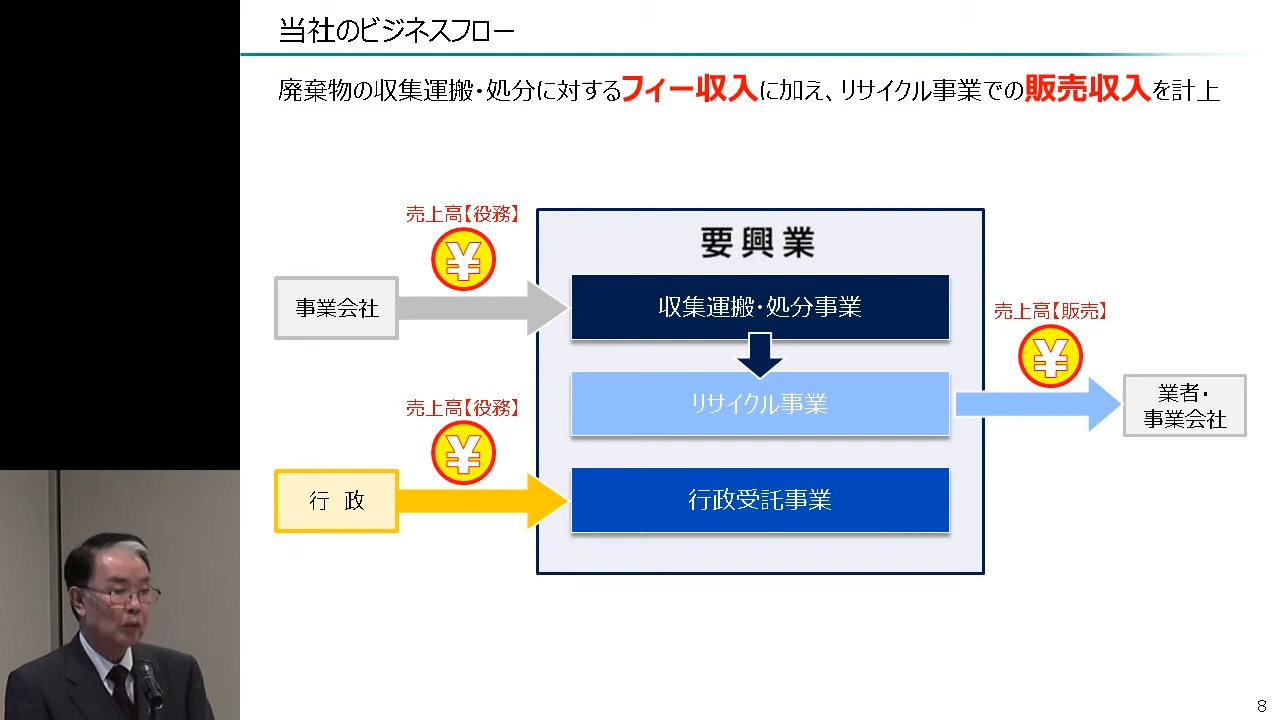 当社のビジネスフロー
廃棄物の収集運搬・処分に対するフィー収入に加え、リサイクル事業での販売収入を計上
売上高【役務】
¥
事業会社
要興業
収集運搬・処分事業
売上高【販売】
¥
リサイクル事業
業者・
事業会社
売上高【役務】
¥
行　政
行政受託事業
8